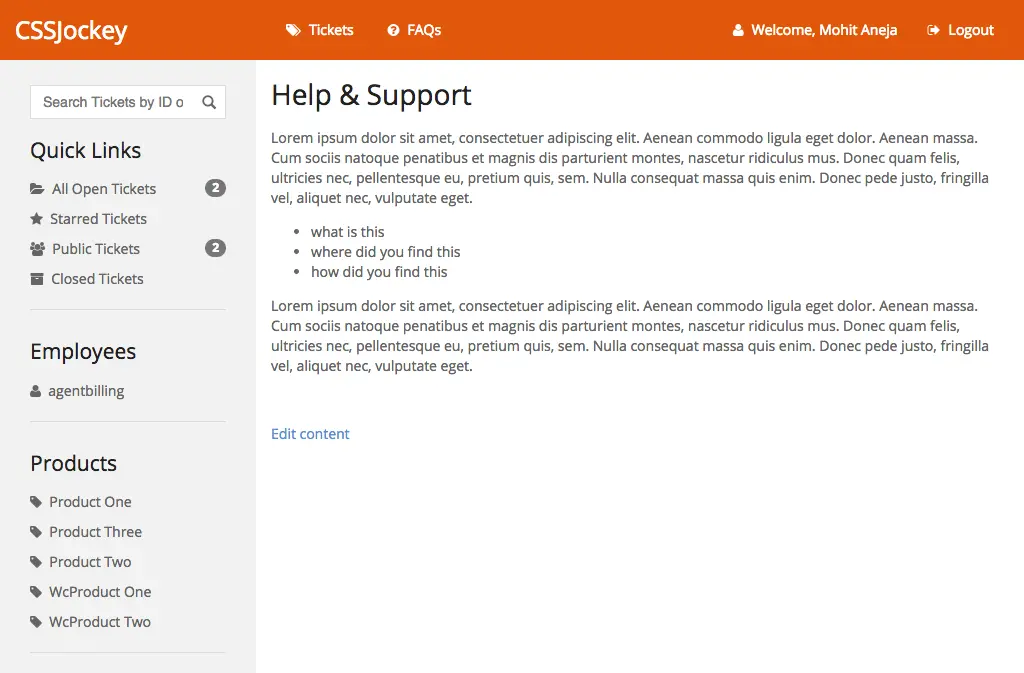 CSSJockey
Tickets
FAQs
Welcome, Mohit Aneja
Logout
Search Tickets by ID o
Quick Links
All Open Tickets 2
Starred Tickets
Public Tickets 2
Closed Tickets
Employees
agentbilling
Products
Product One
Product Three
Product Two
WcProduct One
WcProduct Two
Help & Support
Lorem ipsum dolor sit amet, consectetuer adipiscing elit. Aenean commodo ligula eget dolor. Aenean massa.
Cum sociis natoque penatibus et magnis dis parturient montes, nascetur ridiculus mus. Donec quam felis,
ultricies nec, pellentesque eu, pretium quis, sem. Nulla consequat massa quis enim. Donec pede justo, fringilla
vel, aliquet nec, vulputate eget.
• what is this
• where did you find this
• how did you find this
Lorem ipsum dolor sit amet, consectetuer adipiscing elit. Aenean commodo ligula eget dolor. Aenean massa.
Cum sociis natoque penatibus et magnis dis parturient montes, nascetur ridiculus mus. Donec quam felis,
ultricies nec, pellentesque eu, pretium quis, sem. Nulla consequat massa quis enim. Donec pede justo, fringilla
vel, aliquet nec, vulputate eget.
Edit content